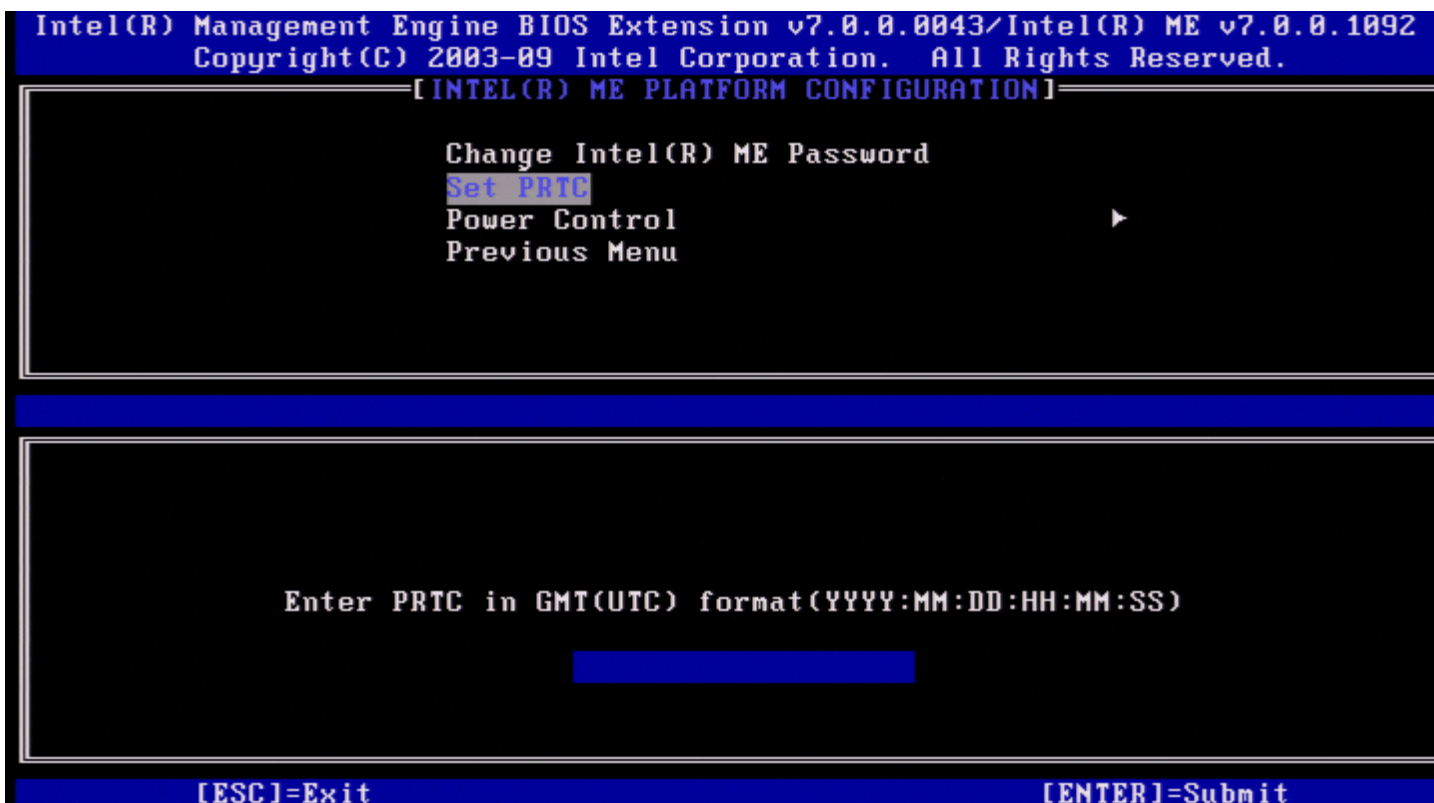 Intel(R) Management Engine BIOS Extension v7.0.0.0043/Intel(R) ME v7.0.0.1092
Copyright(C) 2003-09 Intel Corporation. All Rights Reserved.
[INTEL(R) ME PLATFORM CONFIGURATION]
Change Intel(R) ME Password
Set PRTC
Power Control
Previous Menu
Enter PRTC in GMT(UTC) format(YYYY:MM:DD:HH:MM:SS)
[ESC]=Exit [ENTER]=Submit